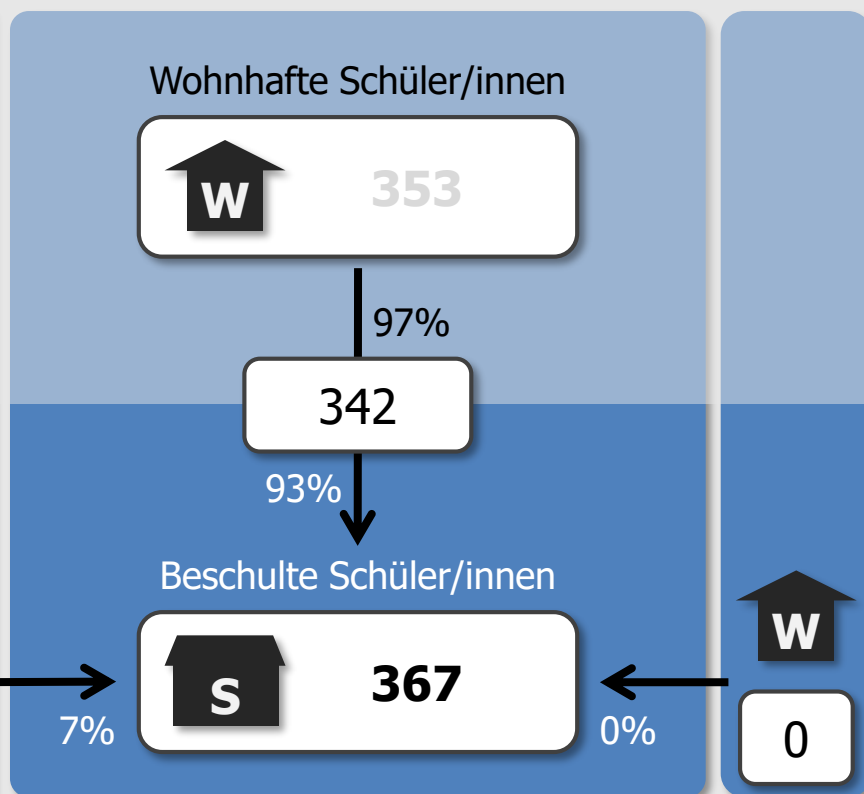 Wohnhafte Schüler/innen
W 353
97%
342
93%
Beschulte Schüler/innen
W
S 367
7%
0%
0